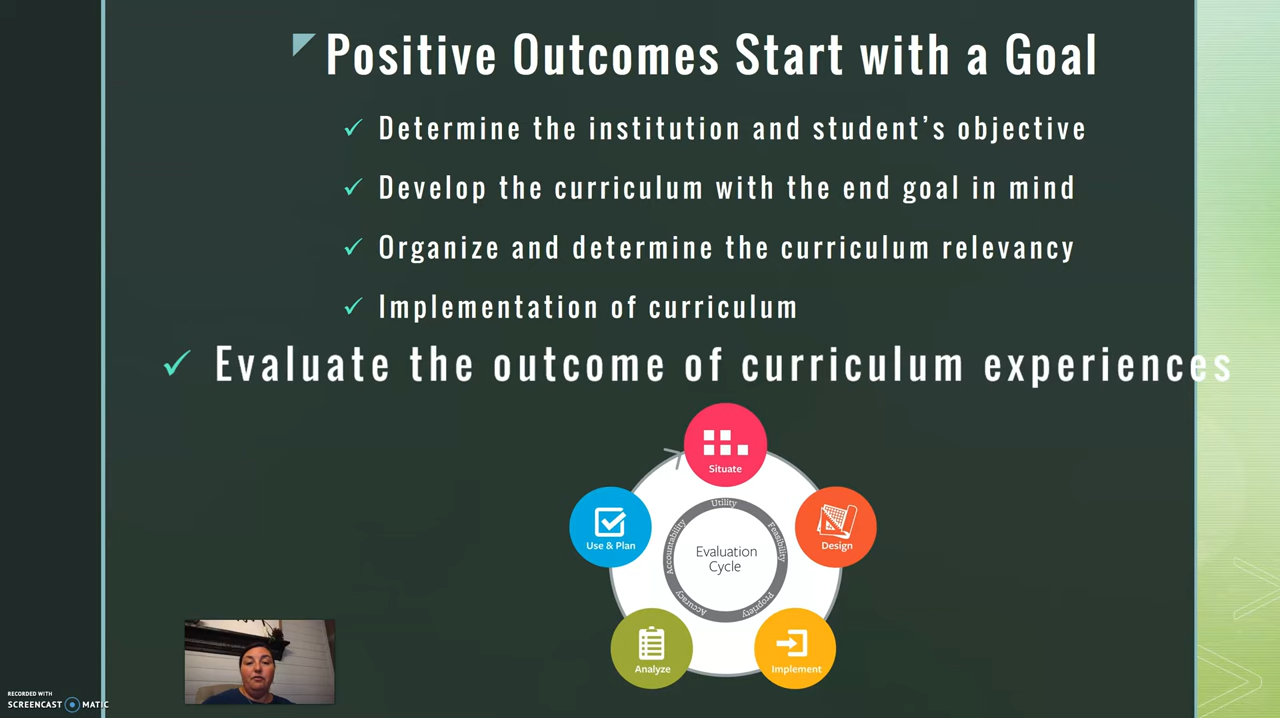 Positive Outcomes Start with a Goal
Determine the institution and student's objective
Develop the curriculum with the end goal in mind
Organize and determine the curriculum relevancy
Implementation of curriculum
Evaluate the outcome of curriculum experiences
Situate
Use & Plan
Design
Utility
Feasibility
Propriety
Accuracy
Accountability
Evaluation
Cycle
Analyze
Implement
RECORDED WITH
SCREENCAST MATIC